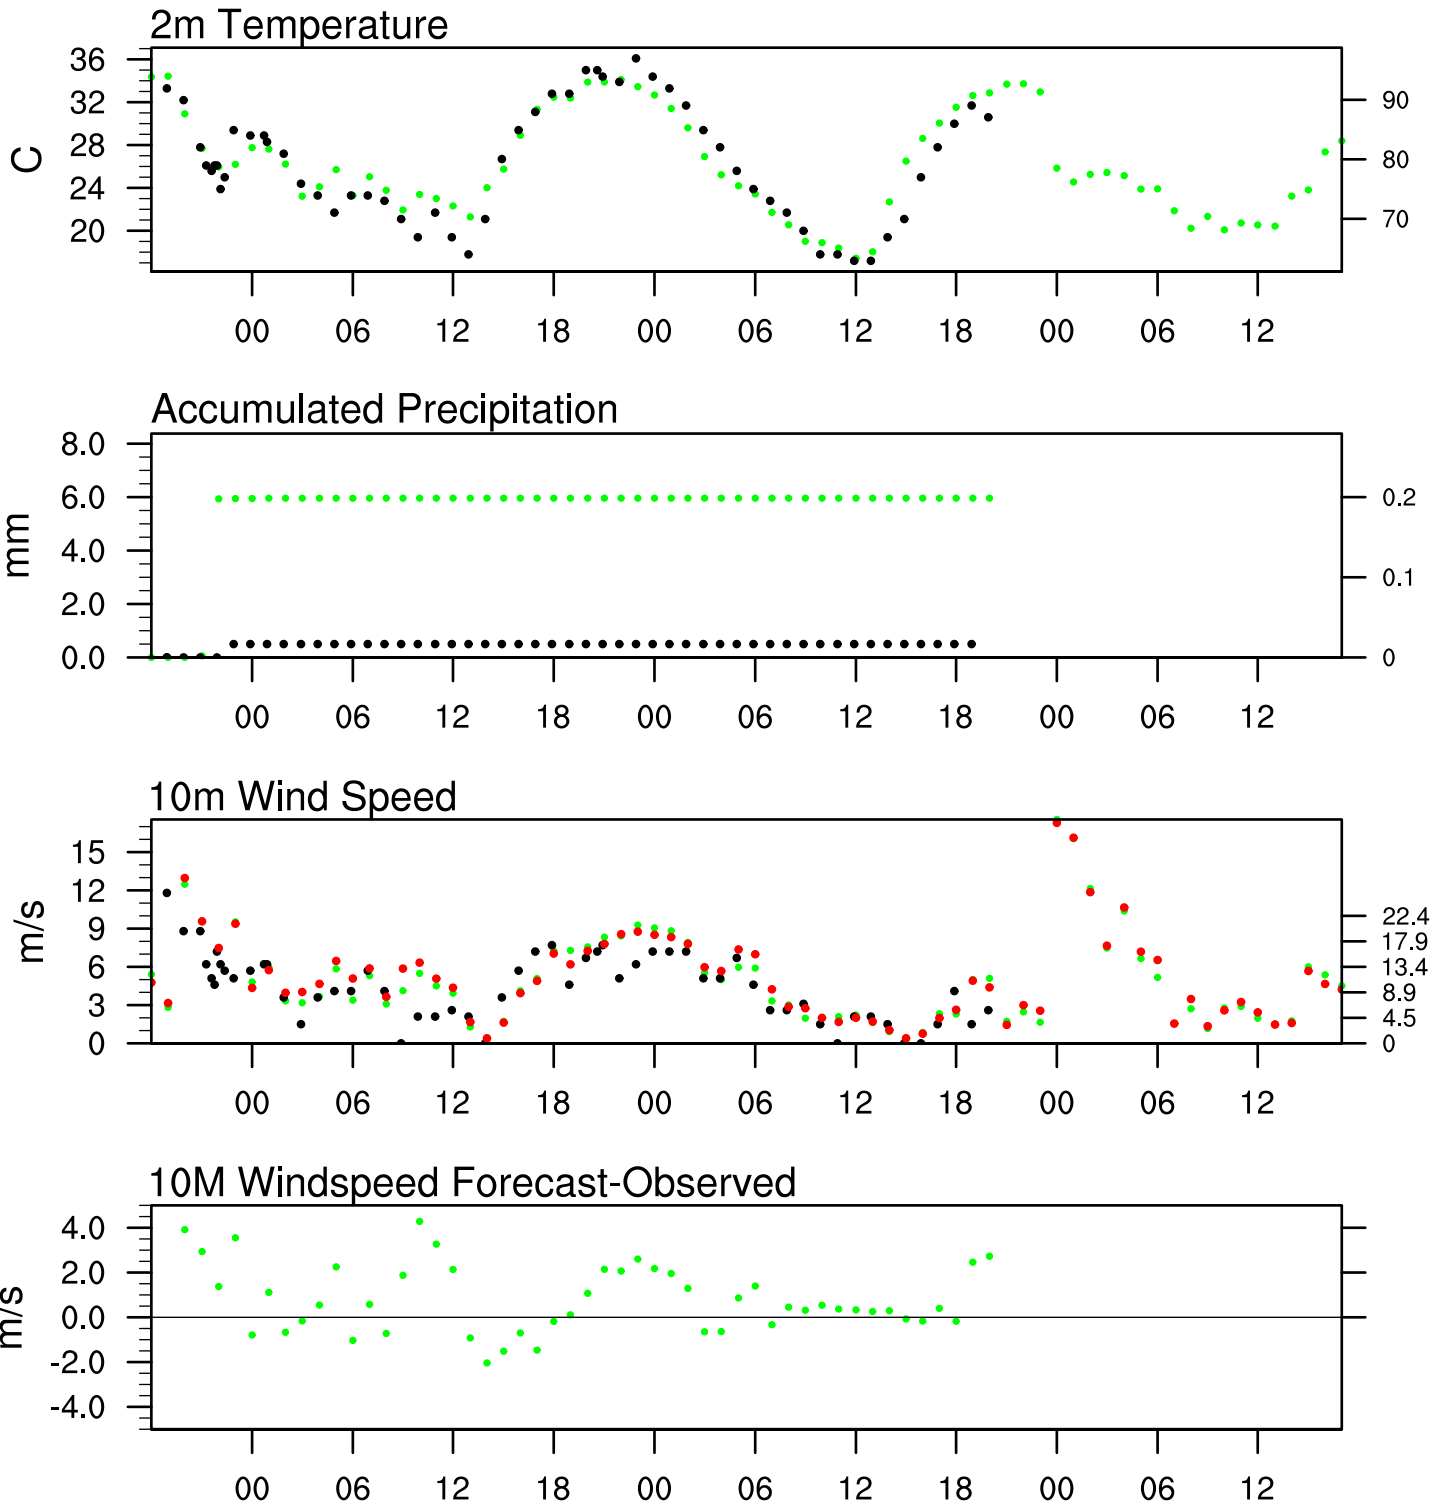 2m Temperature
36
32
28
24
20
C
90
80
70
00 06 12 18 00 06 12 18 00 06 12
Accumulated Precipitation
8.0
6.0
4.0
2.0
0.0
mm
0.2
0.1
0
00 06 12 18 00 06 12 18 00 06 12
10m Wind Speed
15
12
9
6
3
0
m/s
22.4
17.9
13.4
8.9
4.5
0
00 06 12 18 00 06 12 18 00 06 12
10M Windspeed Forecast-Observed
4.0
2.0
0.0
-2.0
-4.0
m/s
00 06 12 18 00 06 12 18 00 06 12